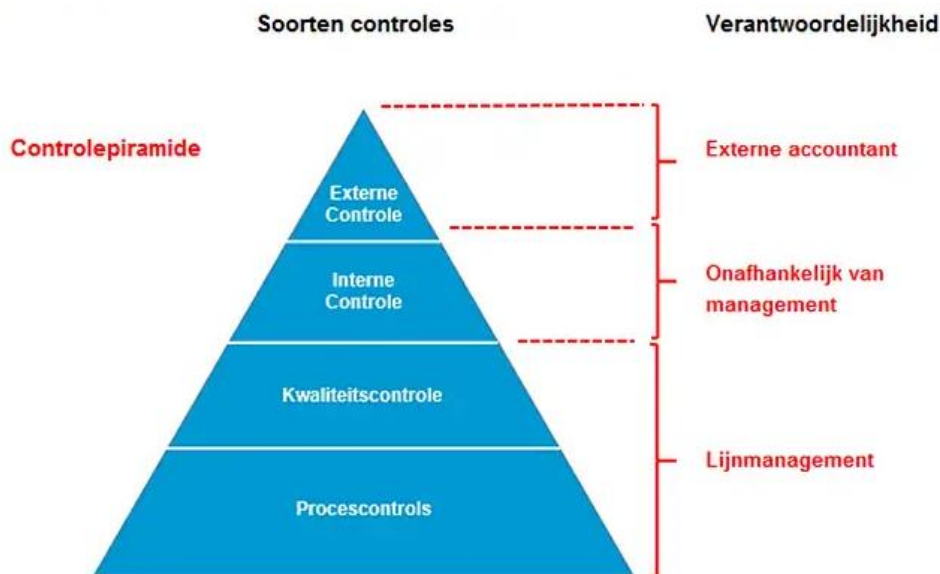 Soorten controles
Verantwoordelijkheid
Controlepiramide
Externe accountant
Externe
Controle
Onafhankelijk van
management
Interne
Controle
Kwaliteitscontrole
Lijnmanagement
Procescontrols